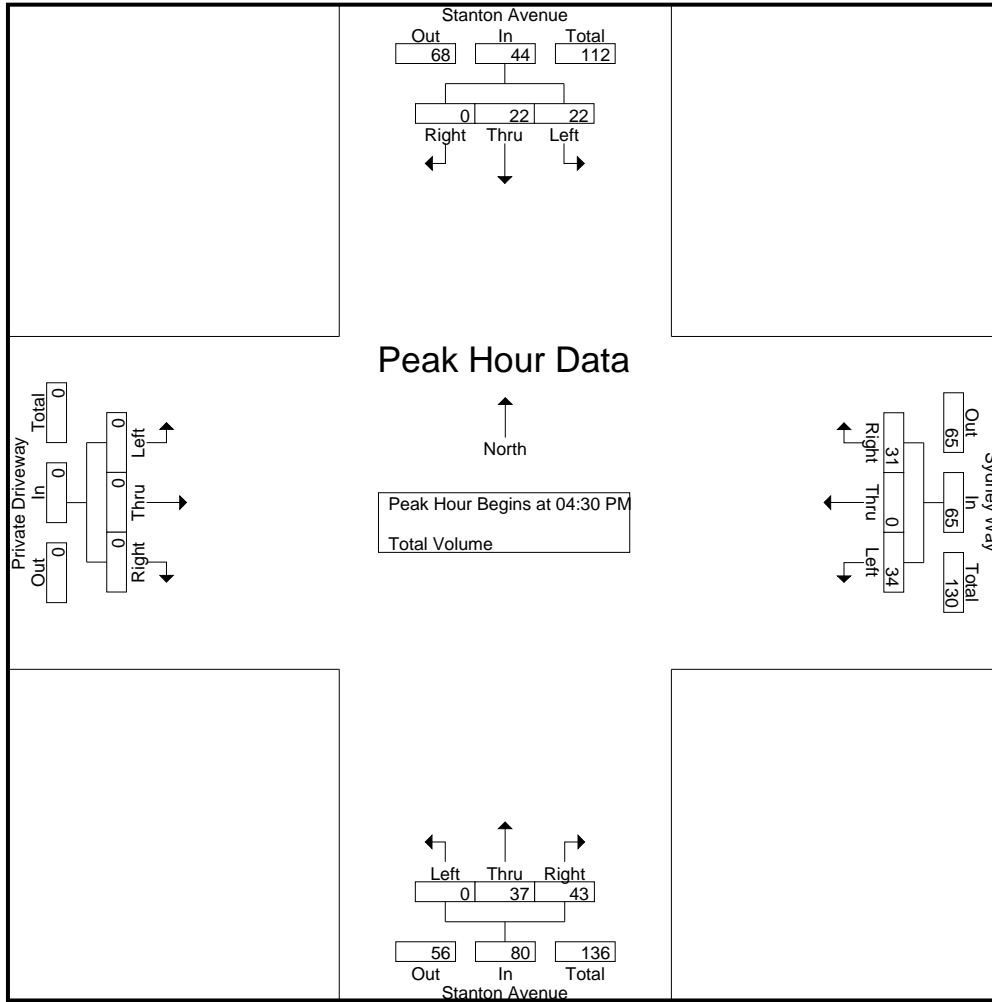 Stanton Avenue
Out In Total
68 44 112
0 22 22
Right Thru Left
Peak Hour Data
North
Peak Hour Begins at 04:30 PM
Total Volume
Private Driveway
Total In Out
0 0 0
0 0 0
Left Thru Right
Sydney Way
Out In Total
65 65 130
31 0 34
Right Thru Left
Left Thru Right
0 37 43
56 80 136
Out In Total
Stanton Avenue